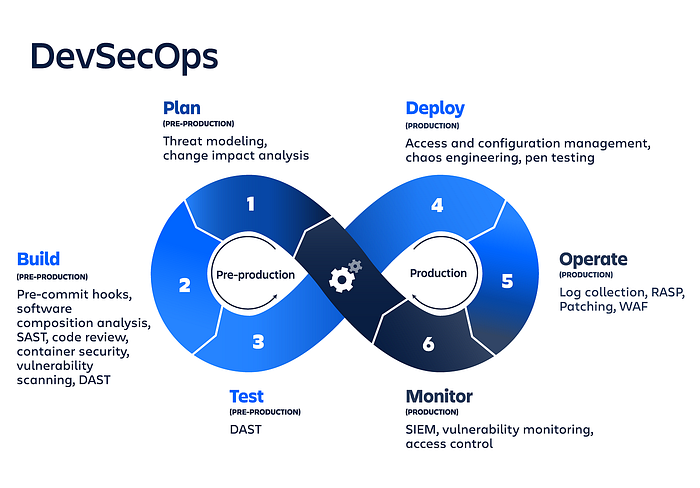 DevSecOps
Plan
(PRE-PRODUCTION)
Threat modeling,
change impact analysis
Deploy
(PRODUCTION)
Access and configuration management,
chaos engineering, pen testing
Build
(PRE-PRODUCTION)
Pre-commit hooks,
software
composition analysis,
SAST, code review,
container security,
vulnerability
scanning, DAST
1
2
3
Pre-production
4
5
6
Production
Operate
(PRODUCTION)
Log collection, RASP,
Patching, WAF
Test
(PRE-PRODUCTION)
DAST
Monitor
(PRODUCTION)
SIEM, vulnerability monitoring,
access control